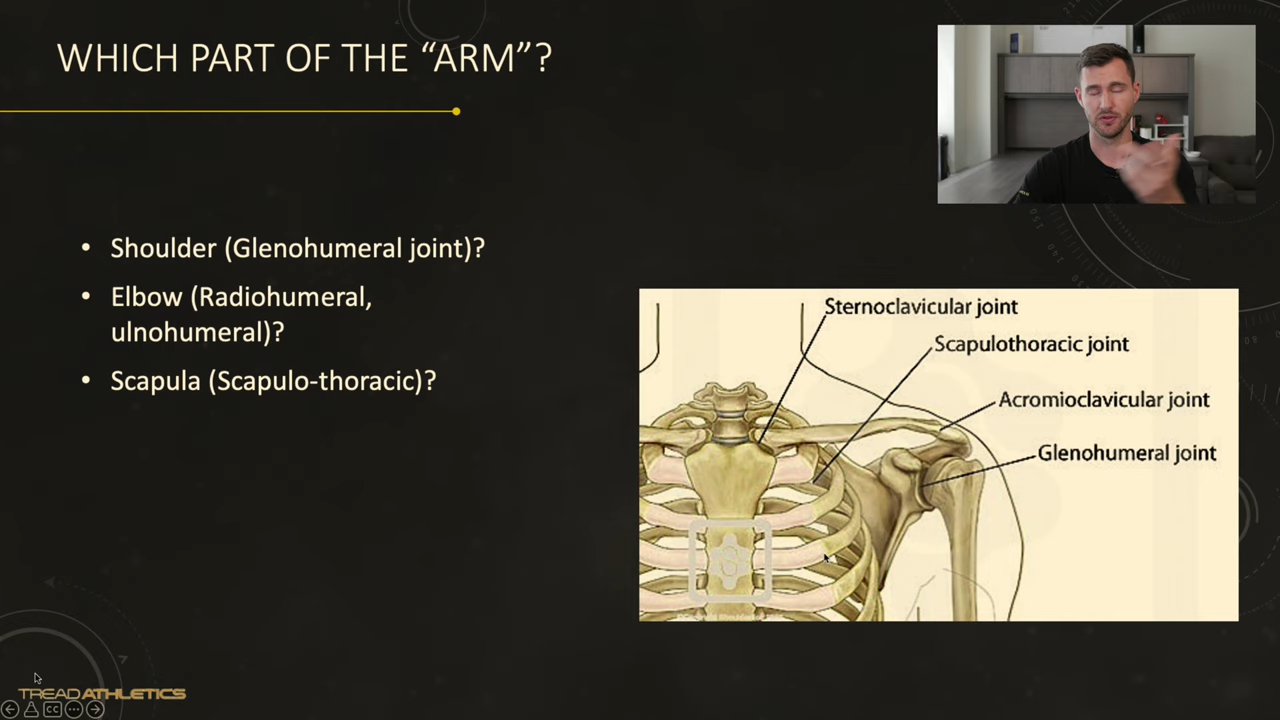 WHICH PART OF THE “ARM”?
• Shoulder (Glenohumeral joint)?
• Elbow (Radiohumeral,
ulnohumeral)?
• Scapula (Scapulo-thoracic)?
Sternoclavicular joint
Scapulothoracic joint
Acromioclavicular joint
Glenohumeral joint
TREADATHLETICS
CC